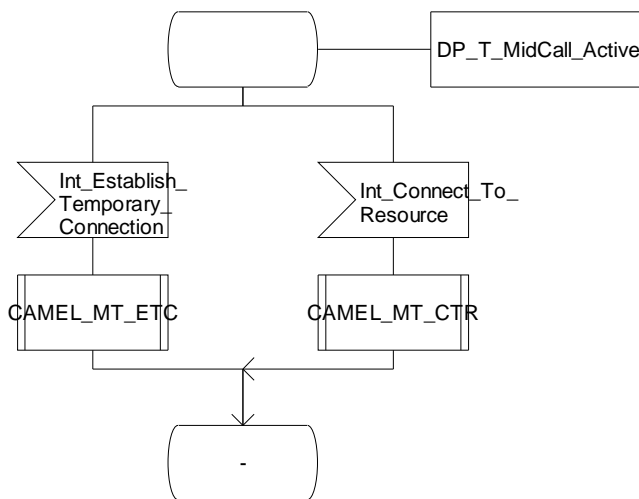 DP_T_MidCall_Active
Int_Establish_
Temporary_
Connection
Int_Connect_To_
Resource
CAMEL_MT_ETC
CAMEL_MT_CTR
-